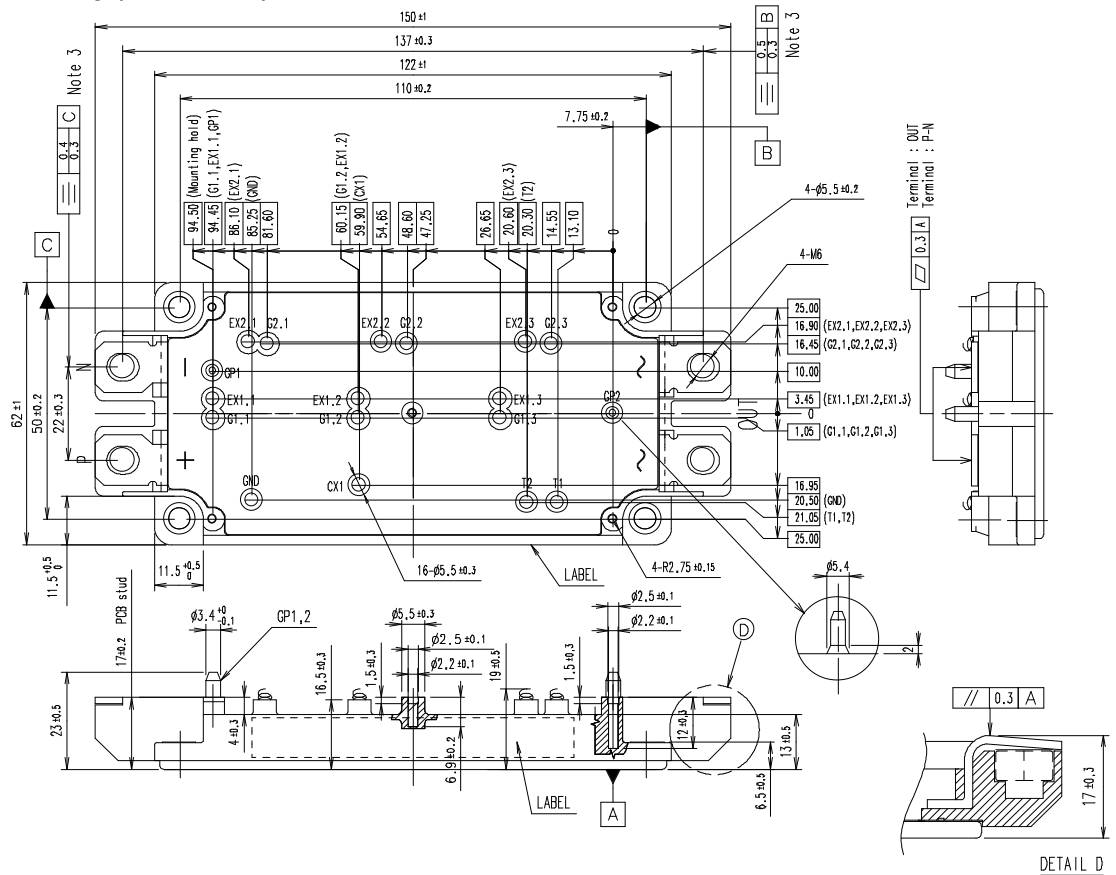 150 ±1
137 ±0.3
122 ±1
110 ±0.2
7.75 ±0.2
Note 3
0.4 C
0.3
C
0.5 B
0.3
Note 3
B
94.50 (Mounting hold)
94.45 (G1.1,EX1.1,GP1)
86.10 (EX2.1)
85.25 (GND)
81.60
60.15 (G1.2,EX1.2)
59.90 (CX1)
54.65
48.60
47.25
26.65
20.60 (EX2.3)
20.30 (T2)
14.55
13.10
0
4-ø5.5 ±0.2
4-M6
Terminal : OUT
Terminal : P-N
0.3 A
25.00
16.90 (EX2.1,EX2.2,EX2.3)
16.45 (G2.1,G2.2,G2.3)
10.00
3.45 (EX1.1,EX1.2,EX1.3)
0
1.05 (G1.1,G1.2,G1.3)
16.95
20.50 (GND)
21.05 (T1,T2)
25.00
EX2.1
G2.1
EX2.2
G2.2
EX2.3
G2.3
N
−
GP1
~
EX1.1
EX1.2
EX1.3
GP2
OUT
G1.1
G1.2
G1.3
P
+
~
GND
CX1
T2
T1
62 ±1
50 ±0.2
22 ±0.3
11.5 +0.5 0
11.5 +0.5 0
16-ø5.5 ±0.3
LABEL
4-R2.75 ±0.15
ø5.4
2
17±0.2 PCB stud
ø3.4 +0 -0.1
GP1,2
ø5.5 ±0.3
ø2.5 ±0.1
ø2.2 ±0.1
ø2.5 ±0.1
ø2.2 ±0.1
D
23 ±0.5
4 ±0.3
16.5 ±0.3
1.5 ±0.3
6.9 ±0.2
19 ±0.5
1.5 ±0.3
12 ±0.3
6.5 ±0.5
13 ±0.5
LABEL
A
// 0.3 A
17 ±0.3
DETAIL D